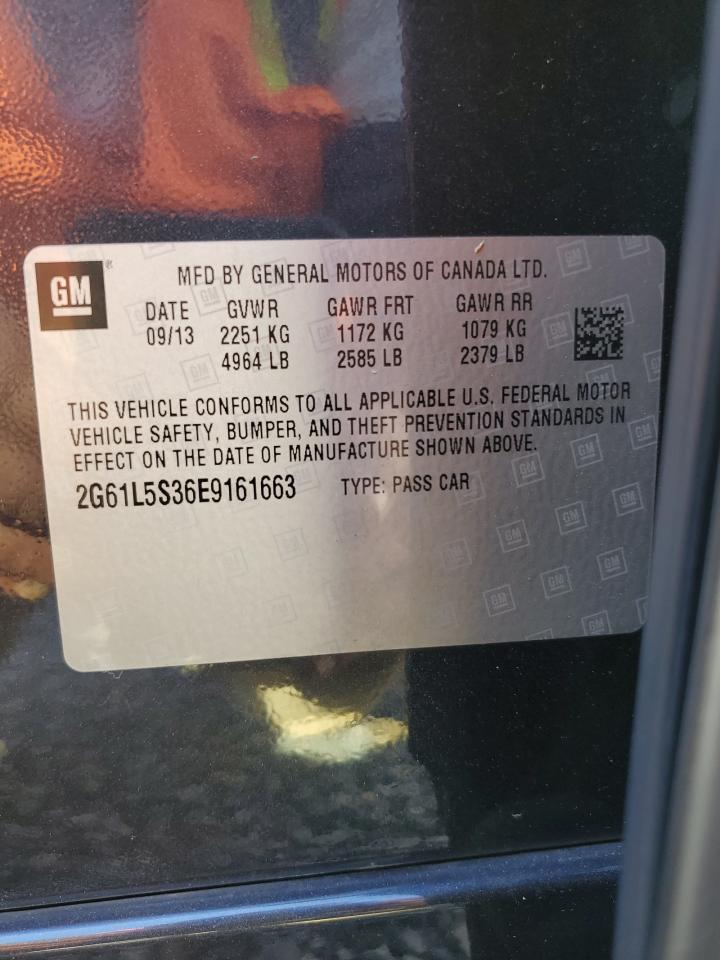 GM
MFD BY GENERAL MOTORS OF CANADA LTD.
DATE GVWR GAWR FRT GAWR RR
09/13 2251 KG 1172 KG 1079 KG
4964 LB 2585 LB 2379 LB
THIS VEHICLE CONFORMS TO ALL APPLICABLE U.S. FEDERAL MOTOR
VEHICLE SAFETY, BUMPER, AND THEFT PREVENTION STANDARDS IN
EFFECT ON THE DATE OF MANUFACTURE SHOWN ABOVE.
2G61L5S36E9161663 TYPE: PASS CAR